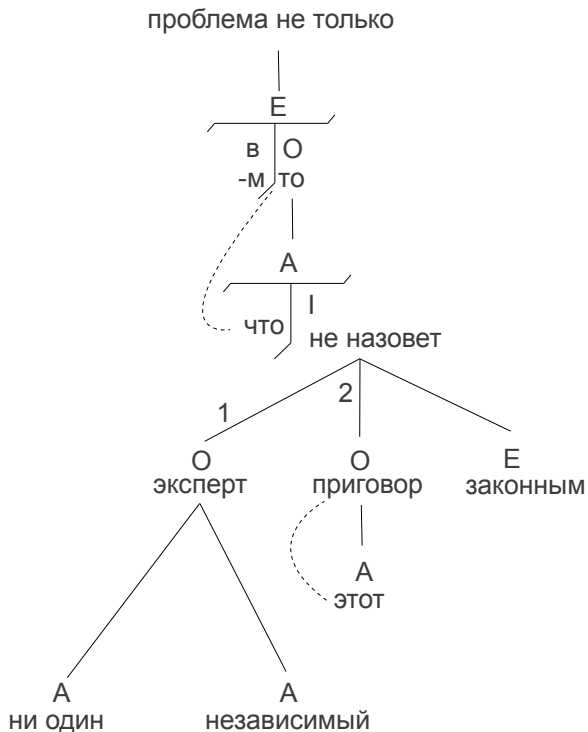 проблема не только
E
в O
-м то
A
I
что
не назовет
1 2
O O E
эксперт приговор законным
A
этот
A A
ни один независимый